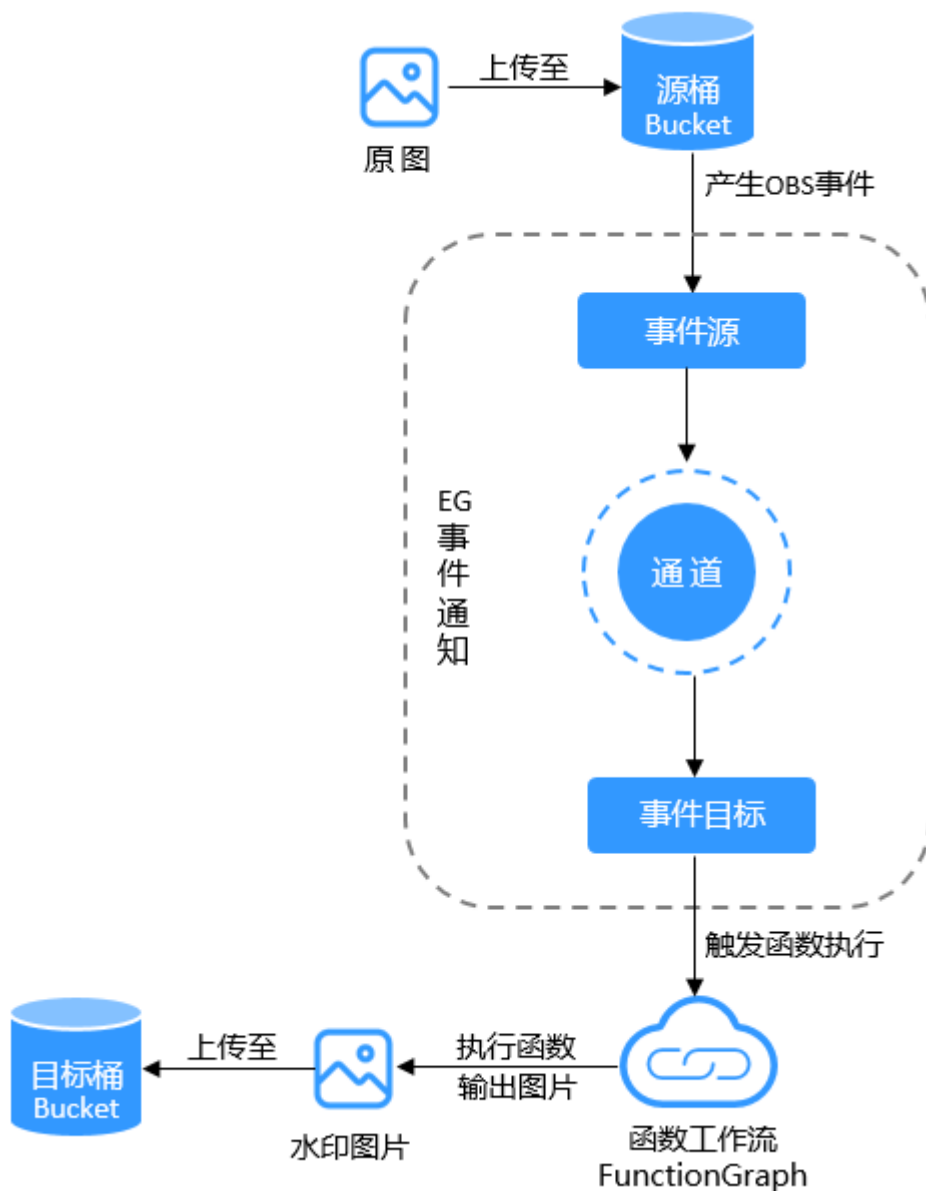 上传至
源桶
Bucket
原图
产生OBS事件
事件源
EG
事
件
通
知
通道
事件目标
触发函数执行
目标桶
Bucket
上传至
水印图片
执行函数
输出图片
函数工作流
FunctionGraph